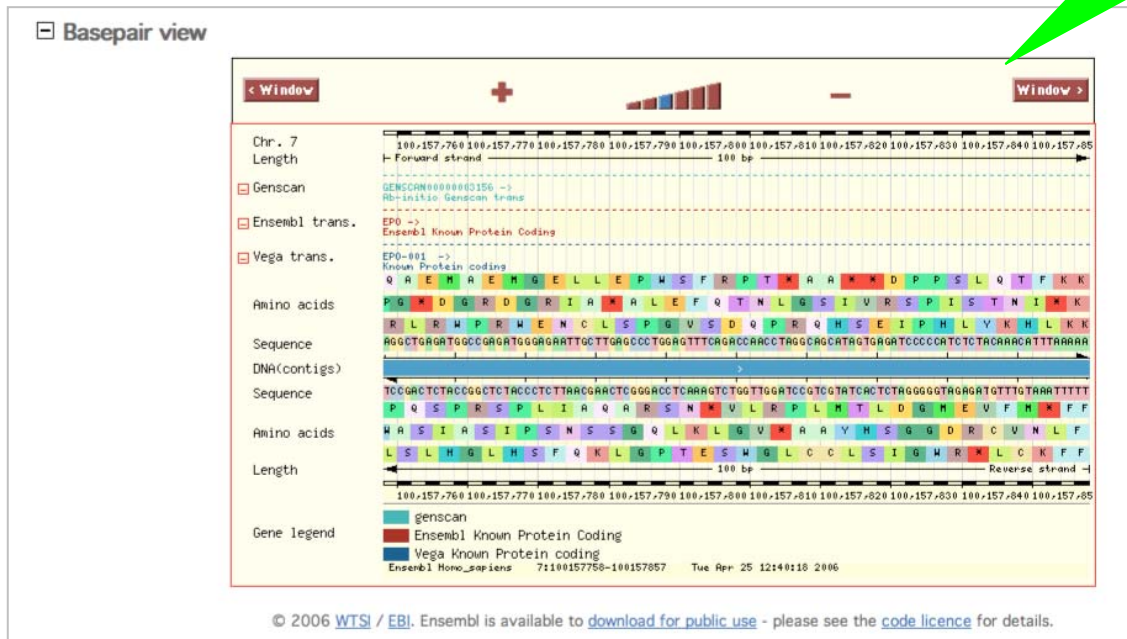 Basepair view
< Window
Window >
Chr. 7
100,157,760 100,157,770 100,157,780 100,157,790 100,157,800 100,157,810 100,157,820 100,157,830 100,157,840 100,157,85
Length Forward strand 100 bp
Genscan GENSCAN00000003156 ->
Ab-initio Genscan trans
Ensembl trans. EPO ->
Ensembl Known Protein Coding
Vega trans. EPO-001 ->
Known Protein coding
Q A E M A E M G E L L E P W S F R P T * A A * * D P P S L Q T F K K
Amino acids P G * D G R D G R I A * A L E F Q T N L G S I V R S P I S T N I * K
R L R W P R W E N C L S P G V S D Q P R Q H S E I P H L Y K H L K K
Sequence AGGCTGAGATGGCCGAGATGGGAGAATTGCTTGAGCCCTGGAGTTTCAGACCAACCTAGGCAGCATAGTGAGATCCCCCATCTCTACAAACATTTAAAAA
DNA(contigs) >
Sequence TCCGACTCTACCGGCTCTACCCTCTTAACGAACTCGGGACCTCAAAGTCTGGTTGGATCCGTCGTATCACTCTAGGGGGTAGAGATGTTTGTAAATTTTT
P Q S P R S P L I A Q A R S N * V L R P L M T L D G M E V F M * F F
Amino acids W A S I A S I P S N S S G Q L K L G V * A A Y H S G G D R C V N L F
L S L H G L H S F Q K L G P T E S W G L C C L S I G W R * L C K F F
Length 100 bp Reverse strand
100,157,760 100,157,770 100,157,780 100,157,790 100,157,800 100,157,810 100,157,820 100,157,830 100,157,840 100,157,85
Gene legend
genscan
Ensembl Known Protein Coding
Vega Known Protein coding
Ensembl Homo_sapiens 7:100157758-100157857 Tue Apr 25 12:40:18 2006
© 2006 WTSI / EBI. Ensembl is available to download for public use - please see the code licence for details.